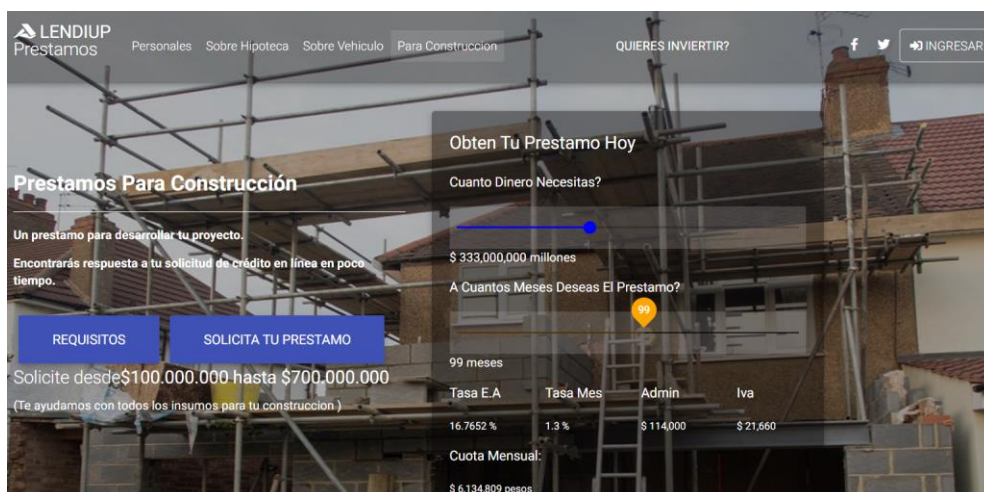 LENDIUP
Prestamos
Personales Sobre Hipoteca Sobre Vehiculo Para Construccion QUIERES INVIERTIR? INGRESAR
Prestamos Para Construcción
Un prestamo para desarrollar tu proyecto.
Encontrarás respuesta a tu solicitud de crédito en línea en poco
tiempo.
REQUISITOS SOLICITA TU PRESTAMO
Solicite desde$100.000.000 hasta $700.000.000
(Te ayudamos con todos los insumos para tu construccion )
Obten Tu Prestamo Hoy
Cuanto Dinero Necesitas?
$ 333,000,000 millones
A Cuantos Meses Deseas El Prestamo?
99
99 meses
Tasa E.A Tasa Mes Admin Iva
16.7652 % 1.3 % $ 114,000 $ 21,660
Cuota Mensual:
$ 6,134,809 pesos